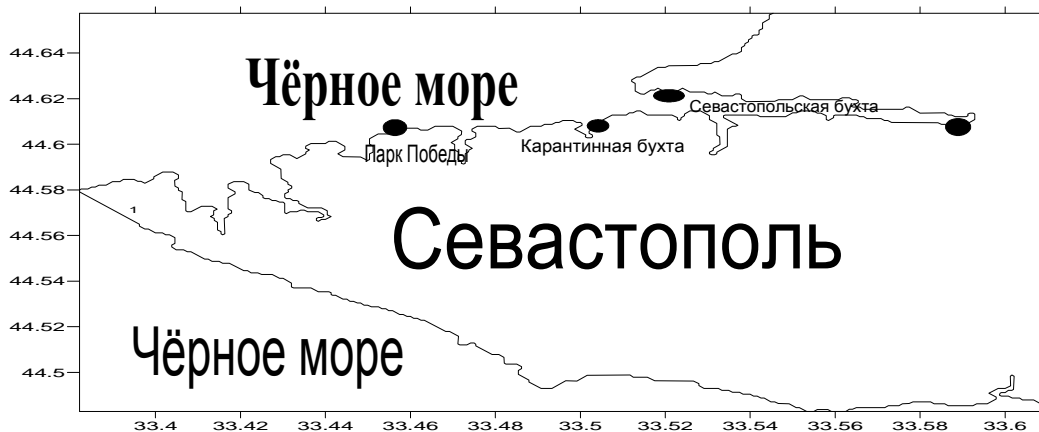 44.64
Чёрное море
44.62
Севастопольская бухта
44.6
Парк Победы
Карантинная бухта
44.58
1
Севастополь
44.56
44.54
44.52
Чёрное море
44.5
33.4 33.42 33.44 33.46 33.48 33.5 33.52 33.54 33.56 33.58 33.6